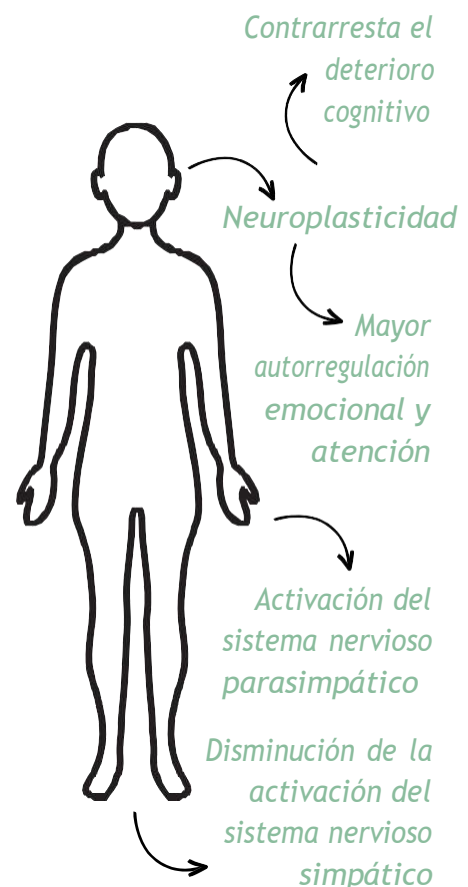 Contrarresta el
deterioro
cognitivo
Neuroplasticidad
Mayor
autorregulación
emocional y
atención
Activación del
sistema nervioso
parasimpático
Disminución de la
activación del
sistema nervioso
simpático